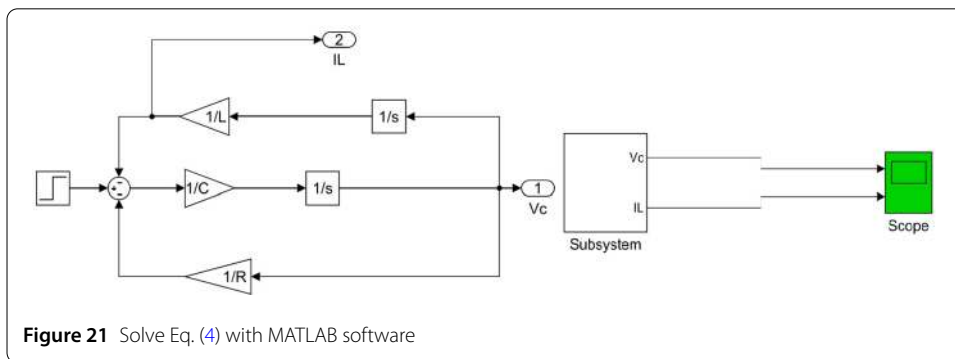 2
IL
1/L
1/s
1/C
1/s
1
Vc
1/R
Vc
IL
Subsystem
Scope
Figure 21 Solve Eq. (4) with MATLAB software